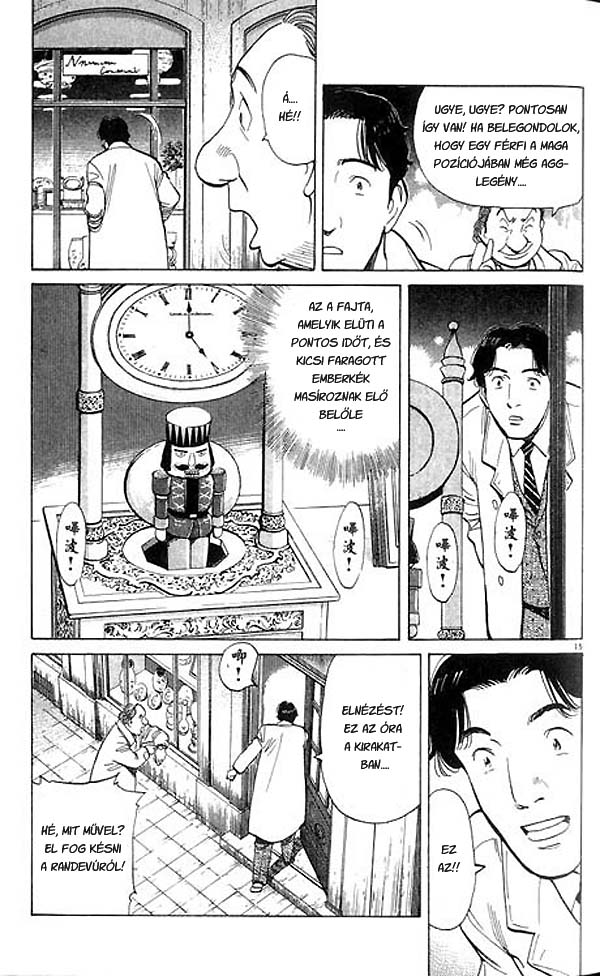 UGYE, UGYE? PONTOSAN
ÍGY VAN! HA BELEGONDOLOK,
HOGY EGY FÉRFI A MAGA
POZÍCIÓJÁBAN MÉG AGG-
LEGÉNY....
Á....
HÉ!!
嗶波!
嗶波!
嗶波!
AZ A FAJTA,
AMELYIK ELÜTI A
PONTOS IDŐT, ÉS
KICSI FARAGOTT
EMBERKÉK
MASÍROZNAK ELŐ
BELŐLE
....
嗶波!
嗶波!
15
EZ
AZ!!
ELNÉZÉST!
EZ AZ ÓRA
A KIRAKAT-
BAN....
HÉ, MIT MŰVEL?
EL FOG KÉSNI
A RANDEVÚRÓL!